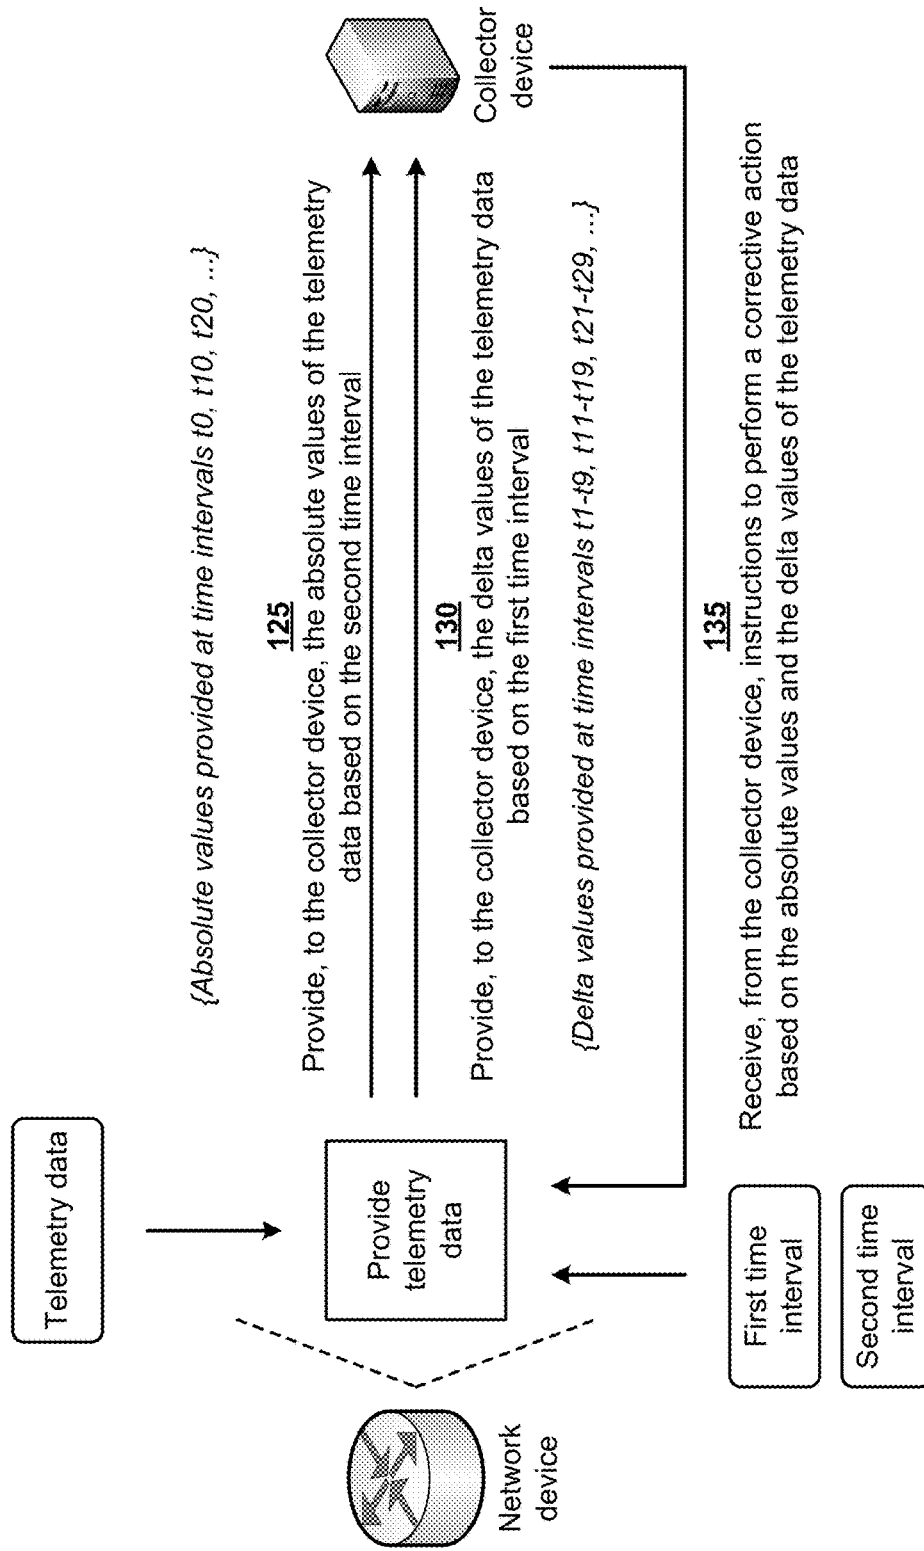 Telemetry data
{Absolute values provided at time intervals t0, t10, t20, ...}
125
Provide, to the collector device, the absolute values of the telemetry
data based on the second time interval
Network
device
Provide
telemetry
data
130
Provide, to the collector device, the delta values of the telemetry data
based on the first time interval
{Delta values provided at time intervals t1-t9, t11-t19, t21-t29, ...}
Collector
device
First time
interval
Second time
interval
135
Receive, from the collector device, instructions to perform a corrective action
based on the absolute values and the delta values of the telemetry data